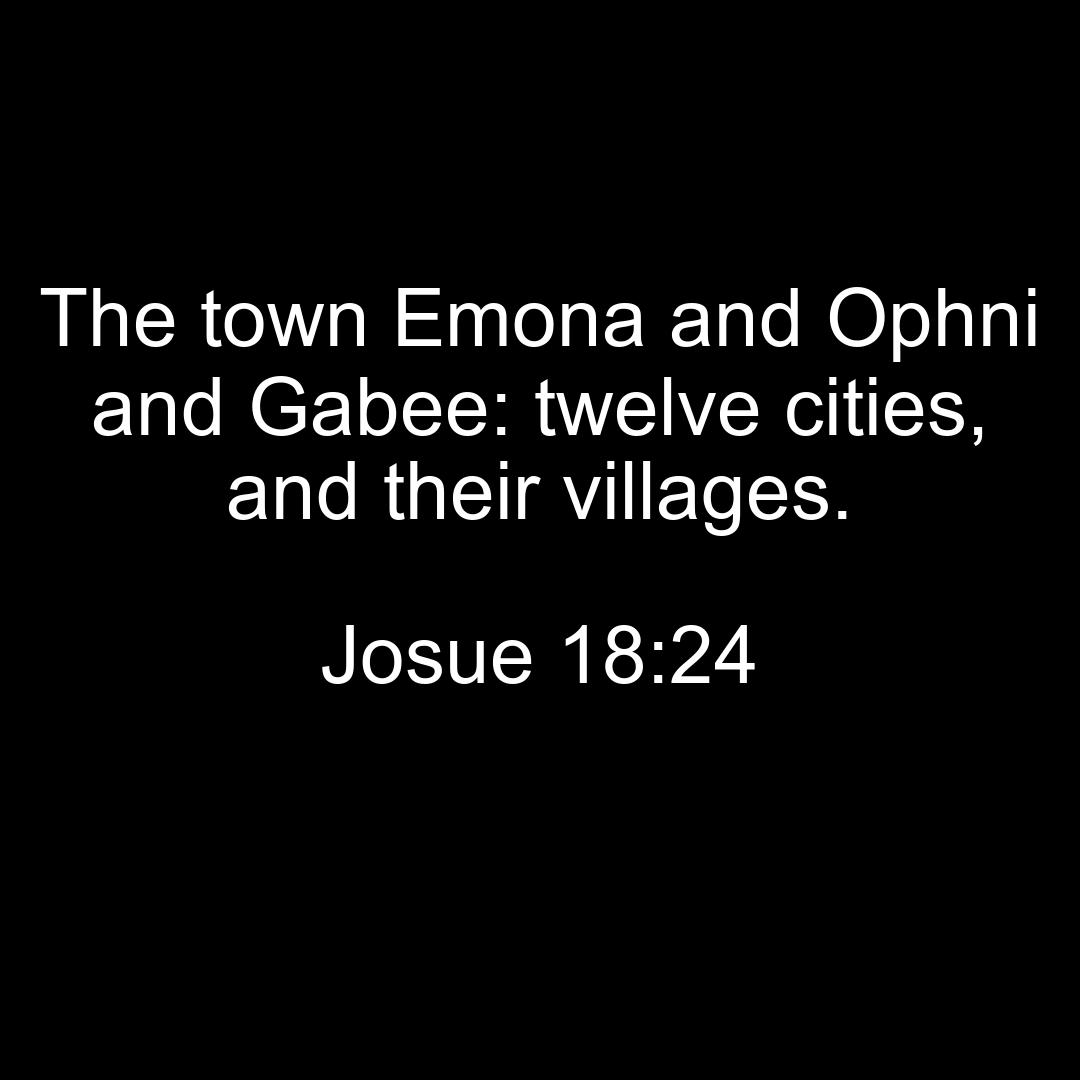 The town Emona and Ophni
and Gabee: twelve cities,
and their villages.
Josue 18:24